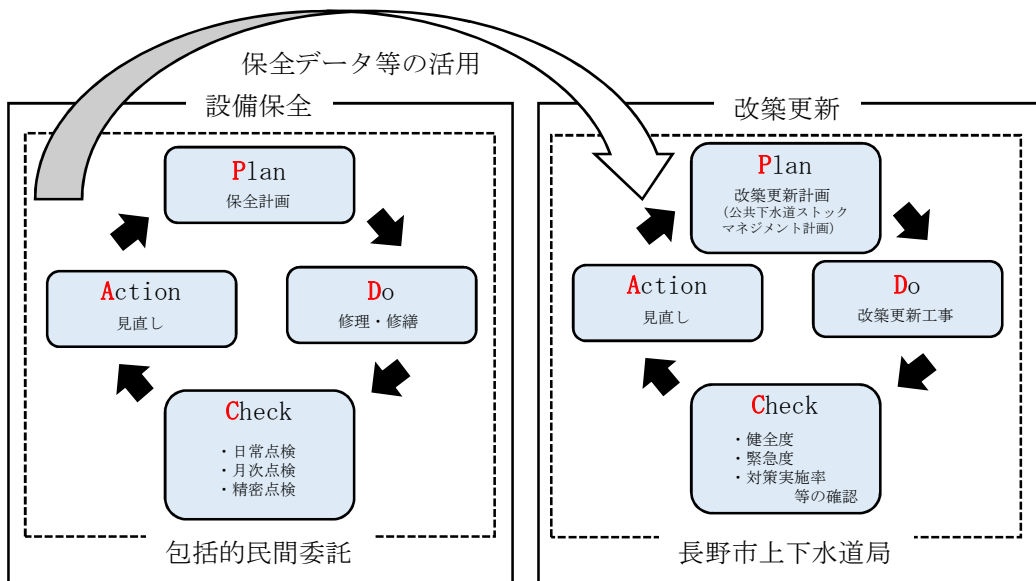 保全データ等の活用
設備保全
Plan
保全計画
Action
見直し
Do
修理・修繕
Check
・日常点検
・月次点検
・精密点検
包括的民間委託
改築更新
Plan
改築更新計画
(公共下水道ストック
マネジメント計画)
Action
見直し
Do
改築更新工事
Check
・健全度
・緊急度
・対策実施率
等の確認
長野市上下水道局